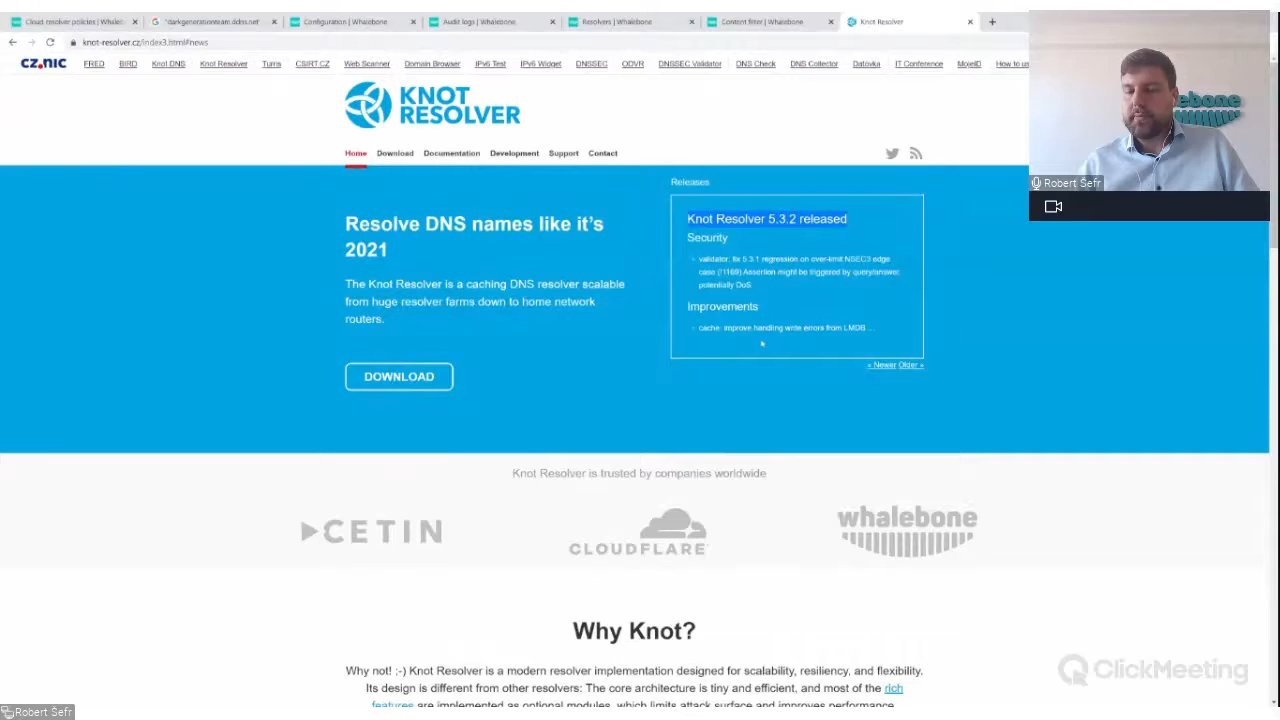 Cloud resolver policies | Whaleb
"darkgenerationteam.ddns.net"
Configuration | Whalebone
Audit logs | Whalebone
Resolvers | Whalebone
Content filter | Whalebone
Knot Resolver
knot-resolver.cz/index3.html#news
CZ.NIC FRED BIRD Knot DNS Knot Resolver Turris CSIRT CZ Web Scanner Domain Browser IPv6 Test IPv6 Widget DNSSEC ODVR DNSSEC Validator DNS Check DNS Collector Datovka IT Conference MojeID How to us
KNOT
RESOLVER
Home Download Documentation Development Support Contact
Releases
Knot Resolver 5.3.2 released
Security
validator: fix 5.3.1 regression on over-limit NSEC3 edge
case (!1169) Assertion might be triggered by query/answer,
potentially DoS
Improvements
cache: improve handling write errors from LMDB ...
« Newer Older »
Resolve DNS names like it's
2021
The Knot Resolver is a caching DNS resolver scalable
from huge resolver farms down to home network
routers.
DOWNLOAD
Knot Resolver is trusted by companies worldwide
CETIN
CLOUDFLARE
whalebone
Why Knot?
Why not! ;-) Knot Resolver is a modern resolver implementation designed for scalability, resiliency, and flexibility.
Its design is different from other resolvers: The core architecture is tiny and efficient, and most of the rich
features are implemented as optional modules, which limits attack surface and improves performance.
Robert Šefr
ClickMeeting
Robert Šefr